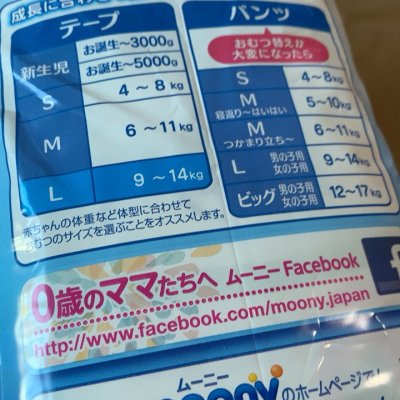 成長に合わ
テープ
新生児
お誕生〜3000g
お誕生〜5000g
S 4〜8kg
M 6〜11kg
L 9〜14kg
赤ちゃんの体重など体型に合わせて
おむつのサイズを選ぶことをオススメします。
パンツ
おむつ替えが
大変になったら
S 4〜8kg
M 5〜10kg
寝返り〜はいはい
M 6〜11kg
つかまり立ち〜
L 男の子用 女の子用 9〜14kg
ビッグ 男の子用 女の子用 12〜17kg
0歳のママたちへ ムーニー Facebook
http://www.facebook.com/moony.japan
f
ムーニー
moonyのホームページで